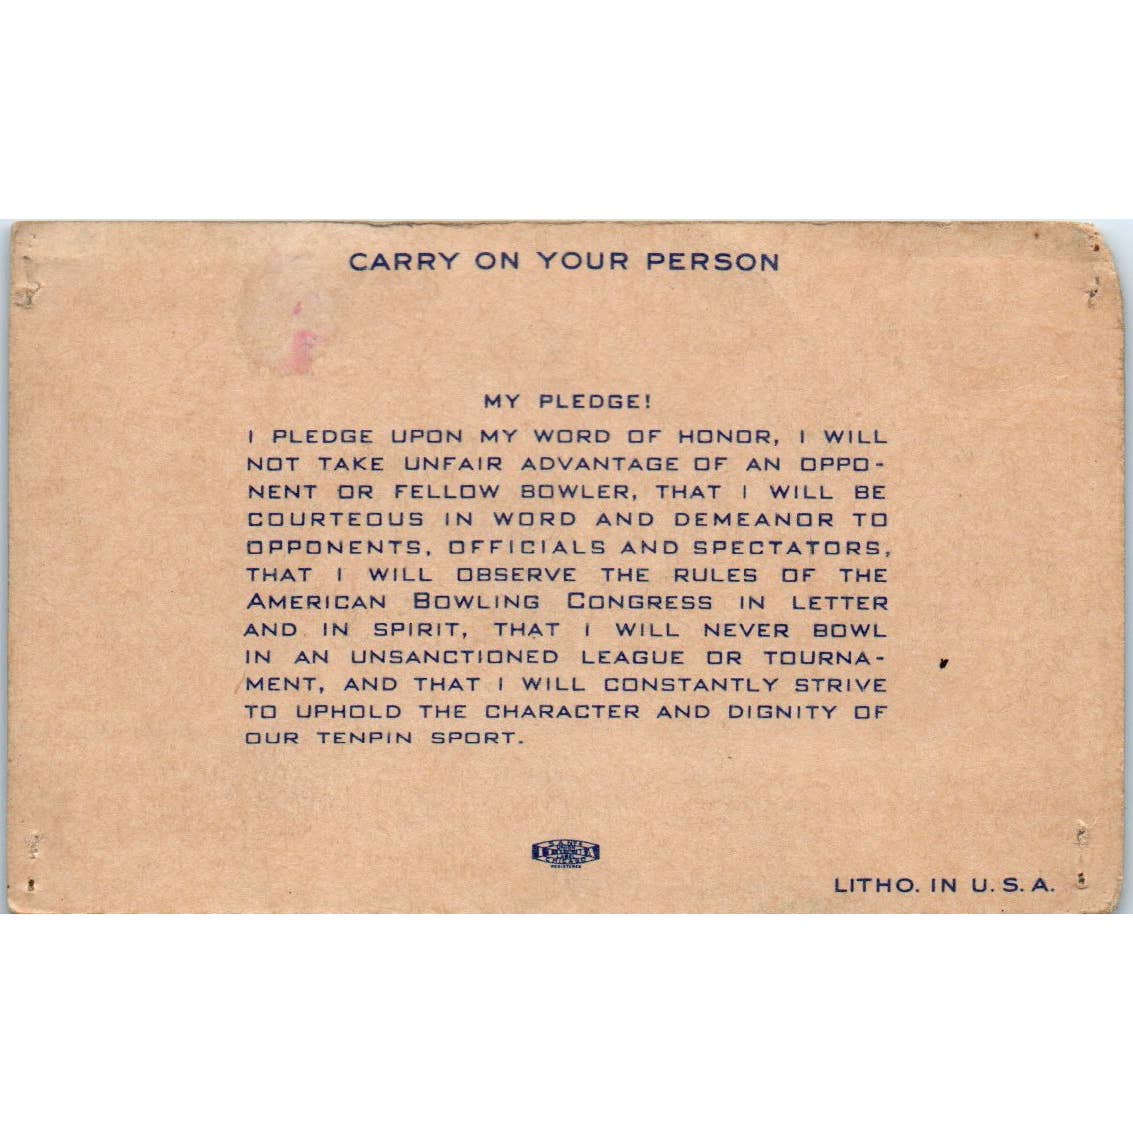 CARRY ON YOUR PERSON
MY PLEDGE!
I PLEDGE UPON MY WORD OF HONOR, I WILL
NOT TAKE UNFAIR ADVANTAGE OF AN OPPO-
NENT OR FELLOW BOWLER, THAT I WILL BE
COURTEOUS IN WORD AND DEMEANOR TO
OPPONENTS, OFFICIALS AND SPECTATORS,
THAT I WILL OBSERVE THE RULES OF THE
AMERICAN BOWLING CONGRESS IN LETTER
AND IN SPIRIT, THAT I WILL NEVER BOWL
IN AN UNSANCTIONED LEAGUE OR TOURNA-
MENT, AND THAT I WILL CONSTANTLY STRIVE
TO UPHOLD THE CHARACTER AND DIGNITY OF
OUR TENPIN SPORT.
CHICAGO
REGISTERED
LITHO. IN U.S.A.